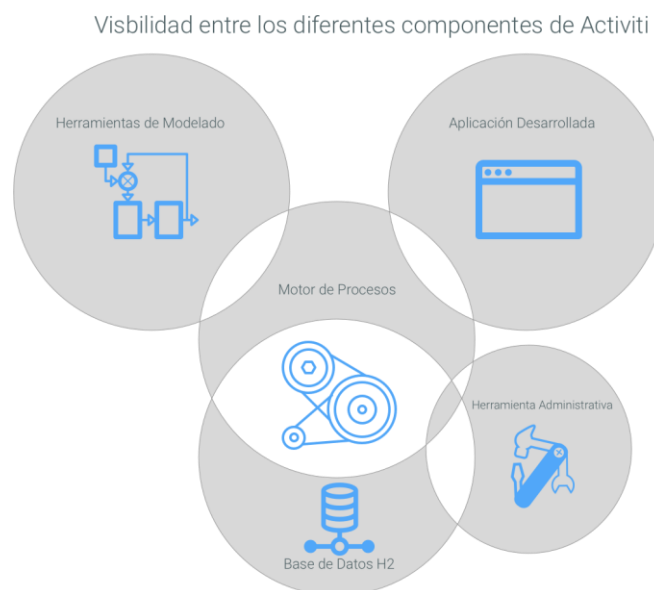 Visbilidad entre los diferentes componentes de Activiti
Herramientas de Modelado
Aplicación Desarrollada
Motor de Procesos
Herramienta Administrativa
Base de Datos H2